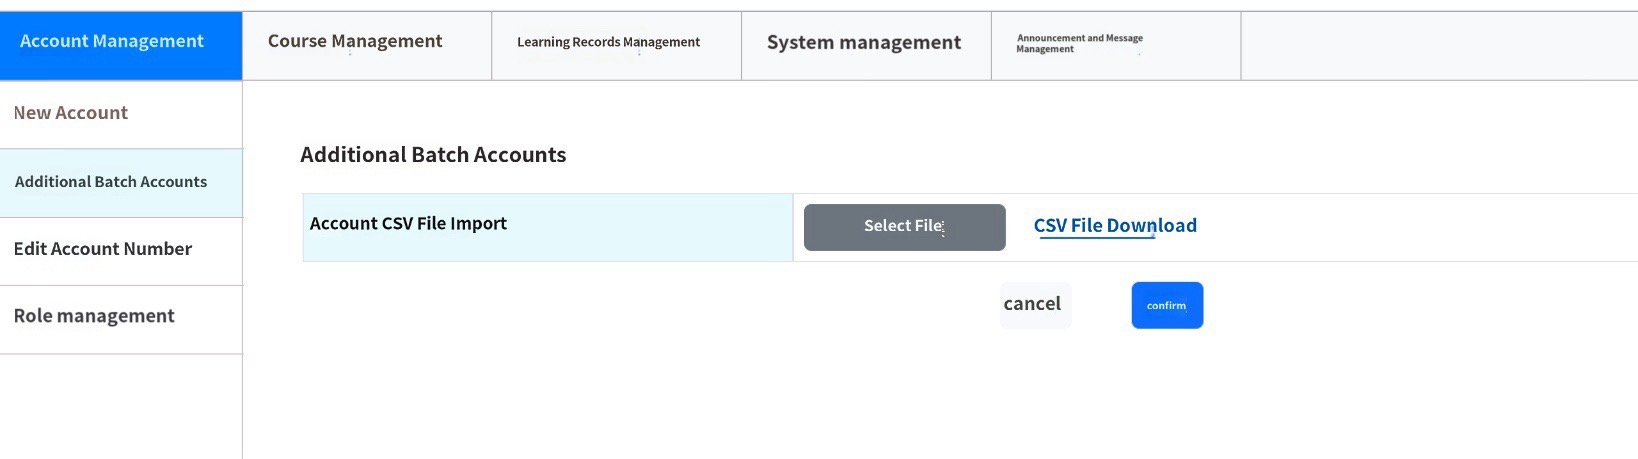 Account Management
Course Management
Learning Records Management
System management
Announcement and Message
Management
New Account
Additional Batch Accounts
Edit Account Number
Role management
Additional Batch Accounts
Account CSV File Import
Select File
CSV File Download
cancel
confirm